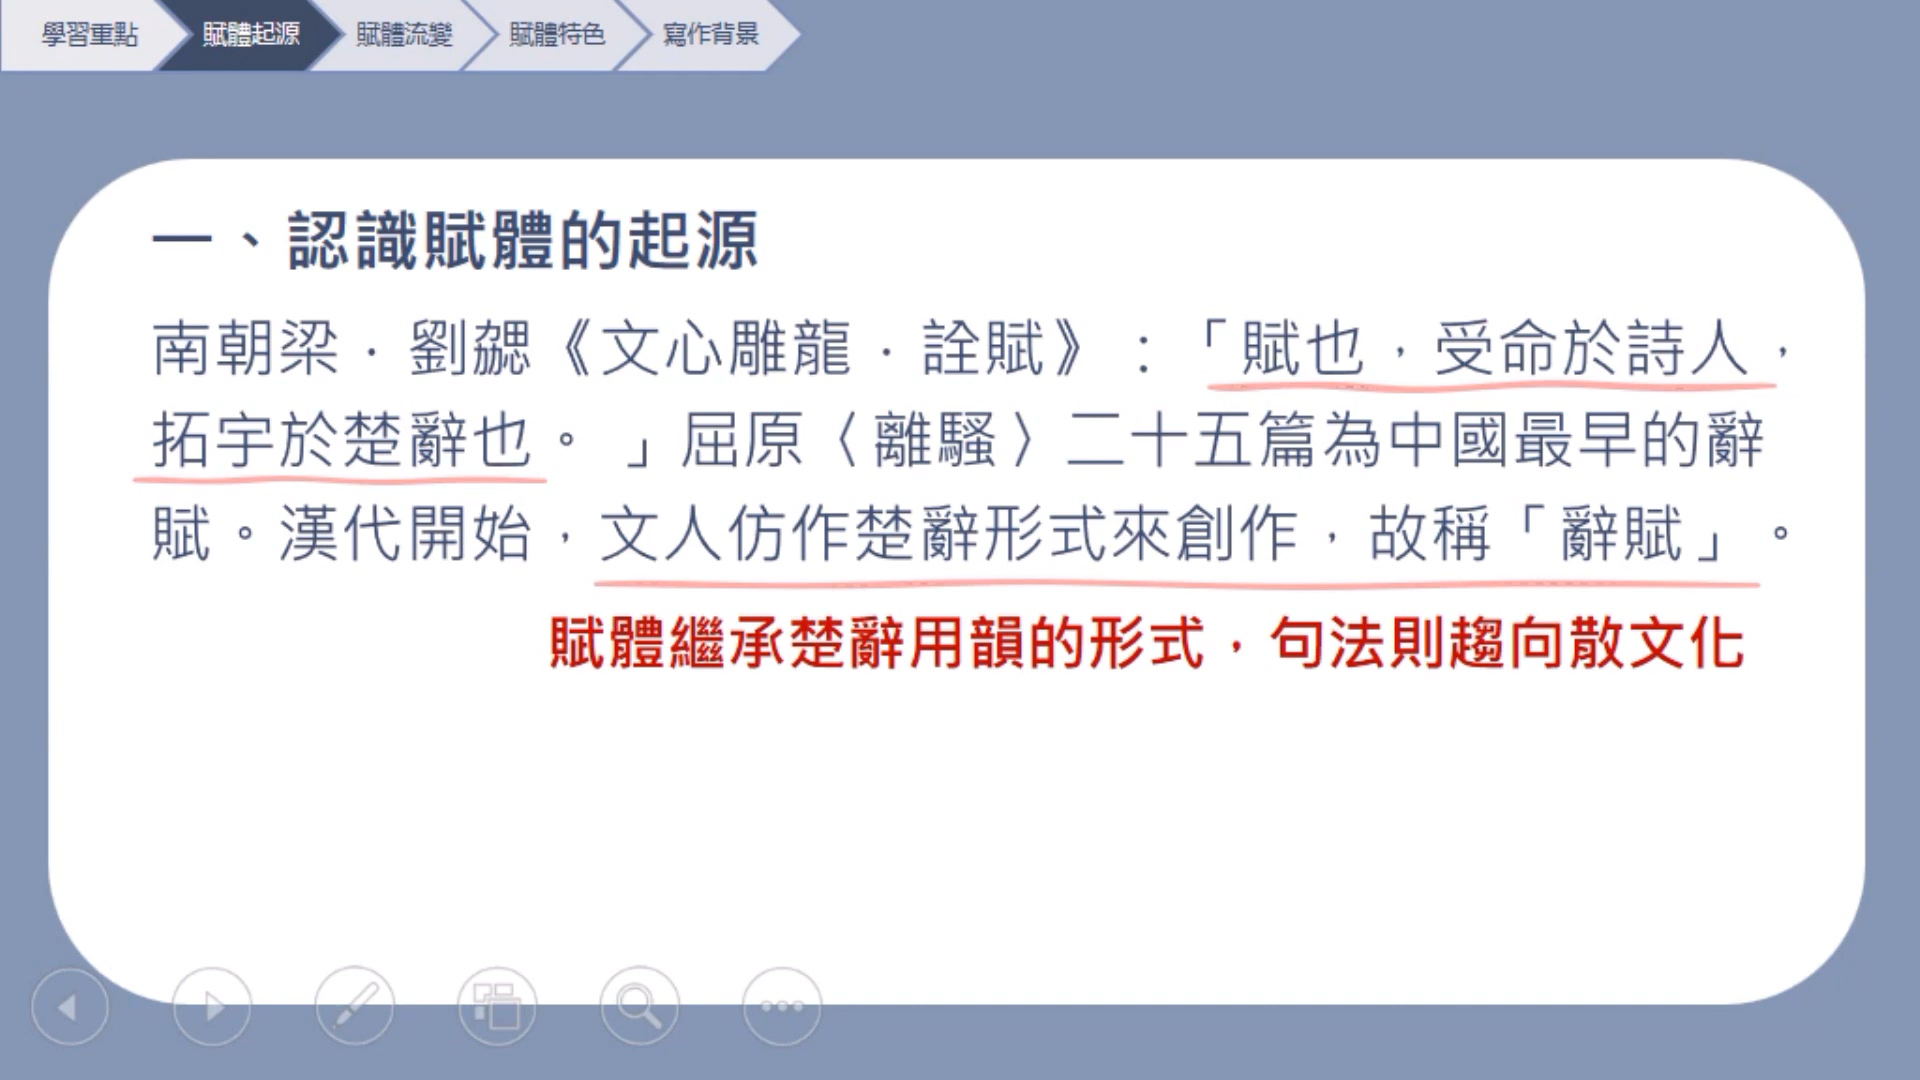 學習重點
賦體起源
賦體流變
賦體特色
寫作背景
一、認識賦體的起源
南朝梁．劉勰《文心雕龍．詮賦》：「賦也，受命於詩人，
拓宇於楚辭也。」屈原〈離騷〉二十五篇為中國最早的辭
賦。漢代開始，文人仿作楚辭形式來創作，故稱「辭賦」。
賦體繼承楚辭用韻的形式，句法則趨向散文化